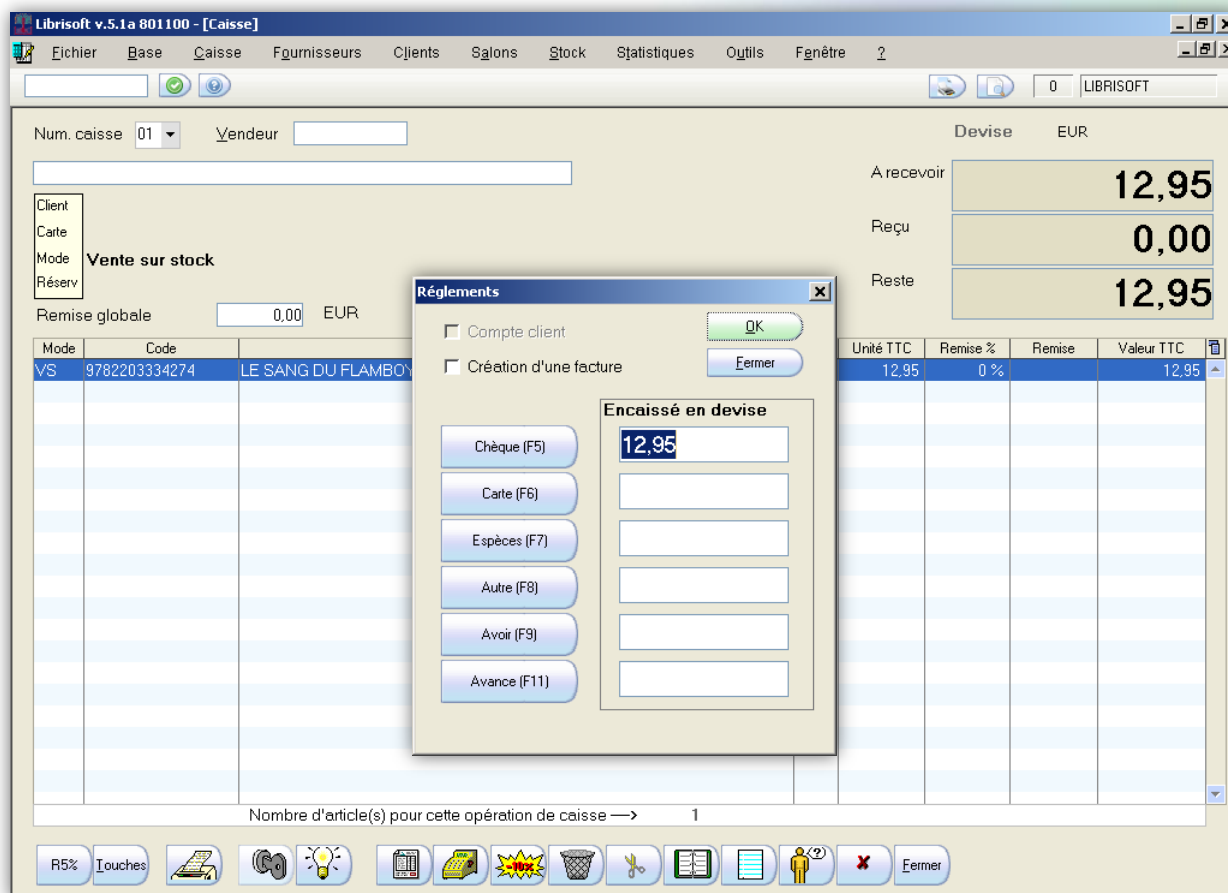 Librisoft v.5.1a 801100 - [Caisse]
Fichier Base Caisse Fournisseurs Clients Salons Stock Statistiques Outils Fenêtre ?
0 LIBRISOFT
Num. caisse 01 Vendeur Devise EUR
A recevoir 12,95
Client
Carte
Reçu 0,00
Mode Vente sur stock
Réserv
Reste 12,95
Remise globale 0,00 EUR
Mode Code Unité TTC Remise % Remise Valeur TTC
VS 9782203334274 LE SANG DU FLAMBOY 12,95 0 % 12,95
Réglements
Compte client OK
Création d'une facture Fermer
Encaissé en devise
Chèque (F5) 12,95
Carte (F6)
Espèces (F7)
Autre (F8)
Avoir (F9)
Avance (F11)
Nombre d'article(s) pour cette opération de caisse —> 1
R5% Touches -10% (?) Fermer